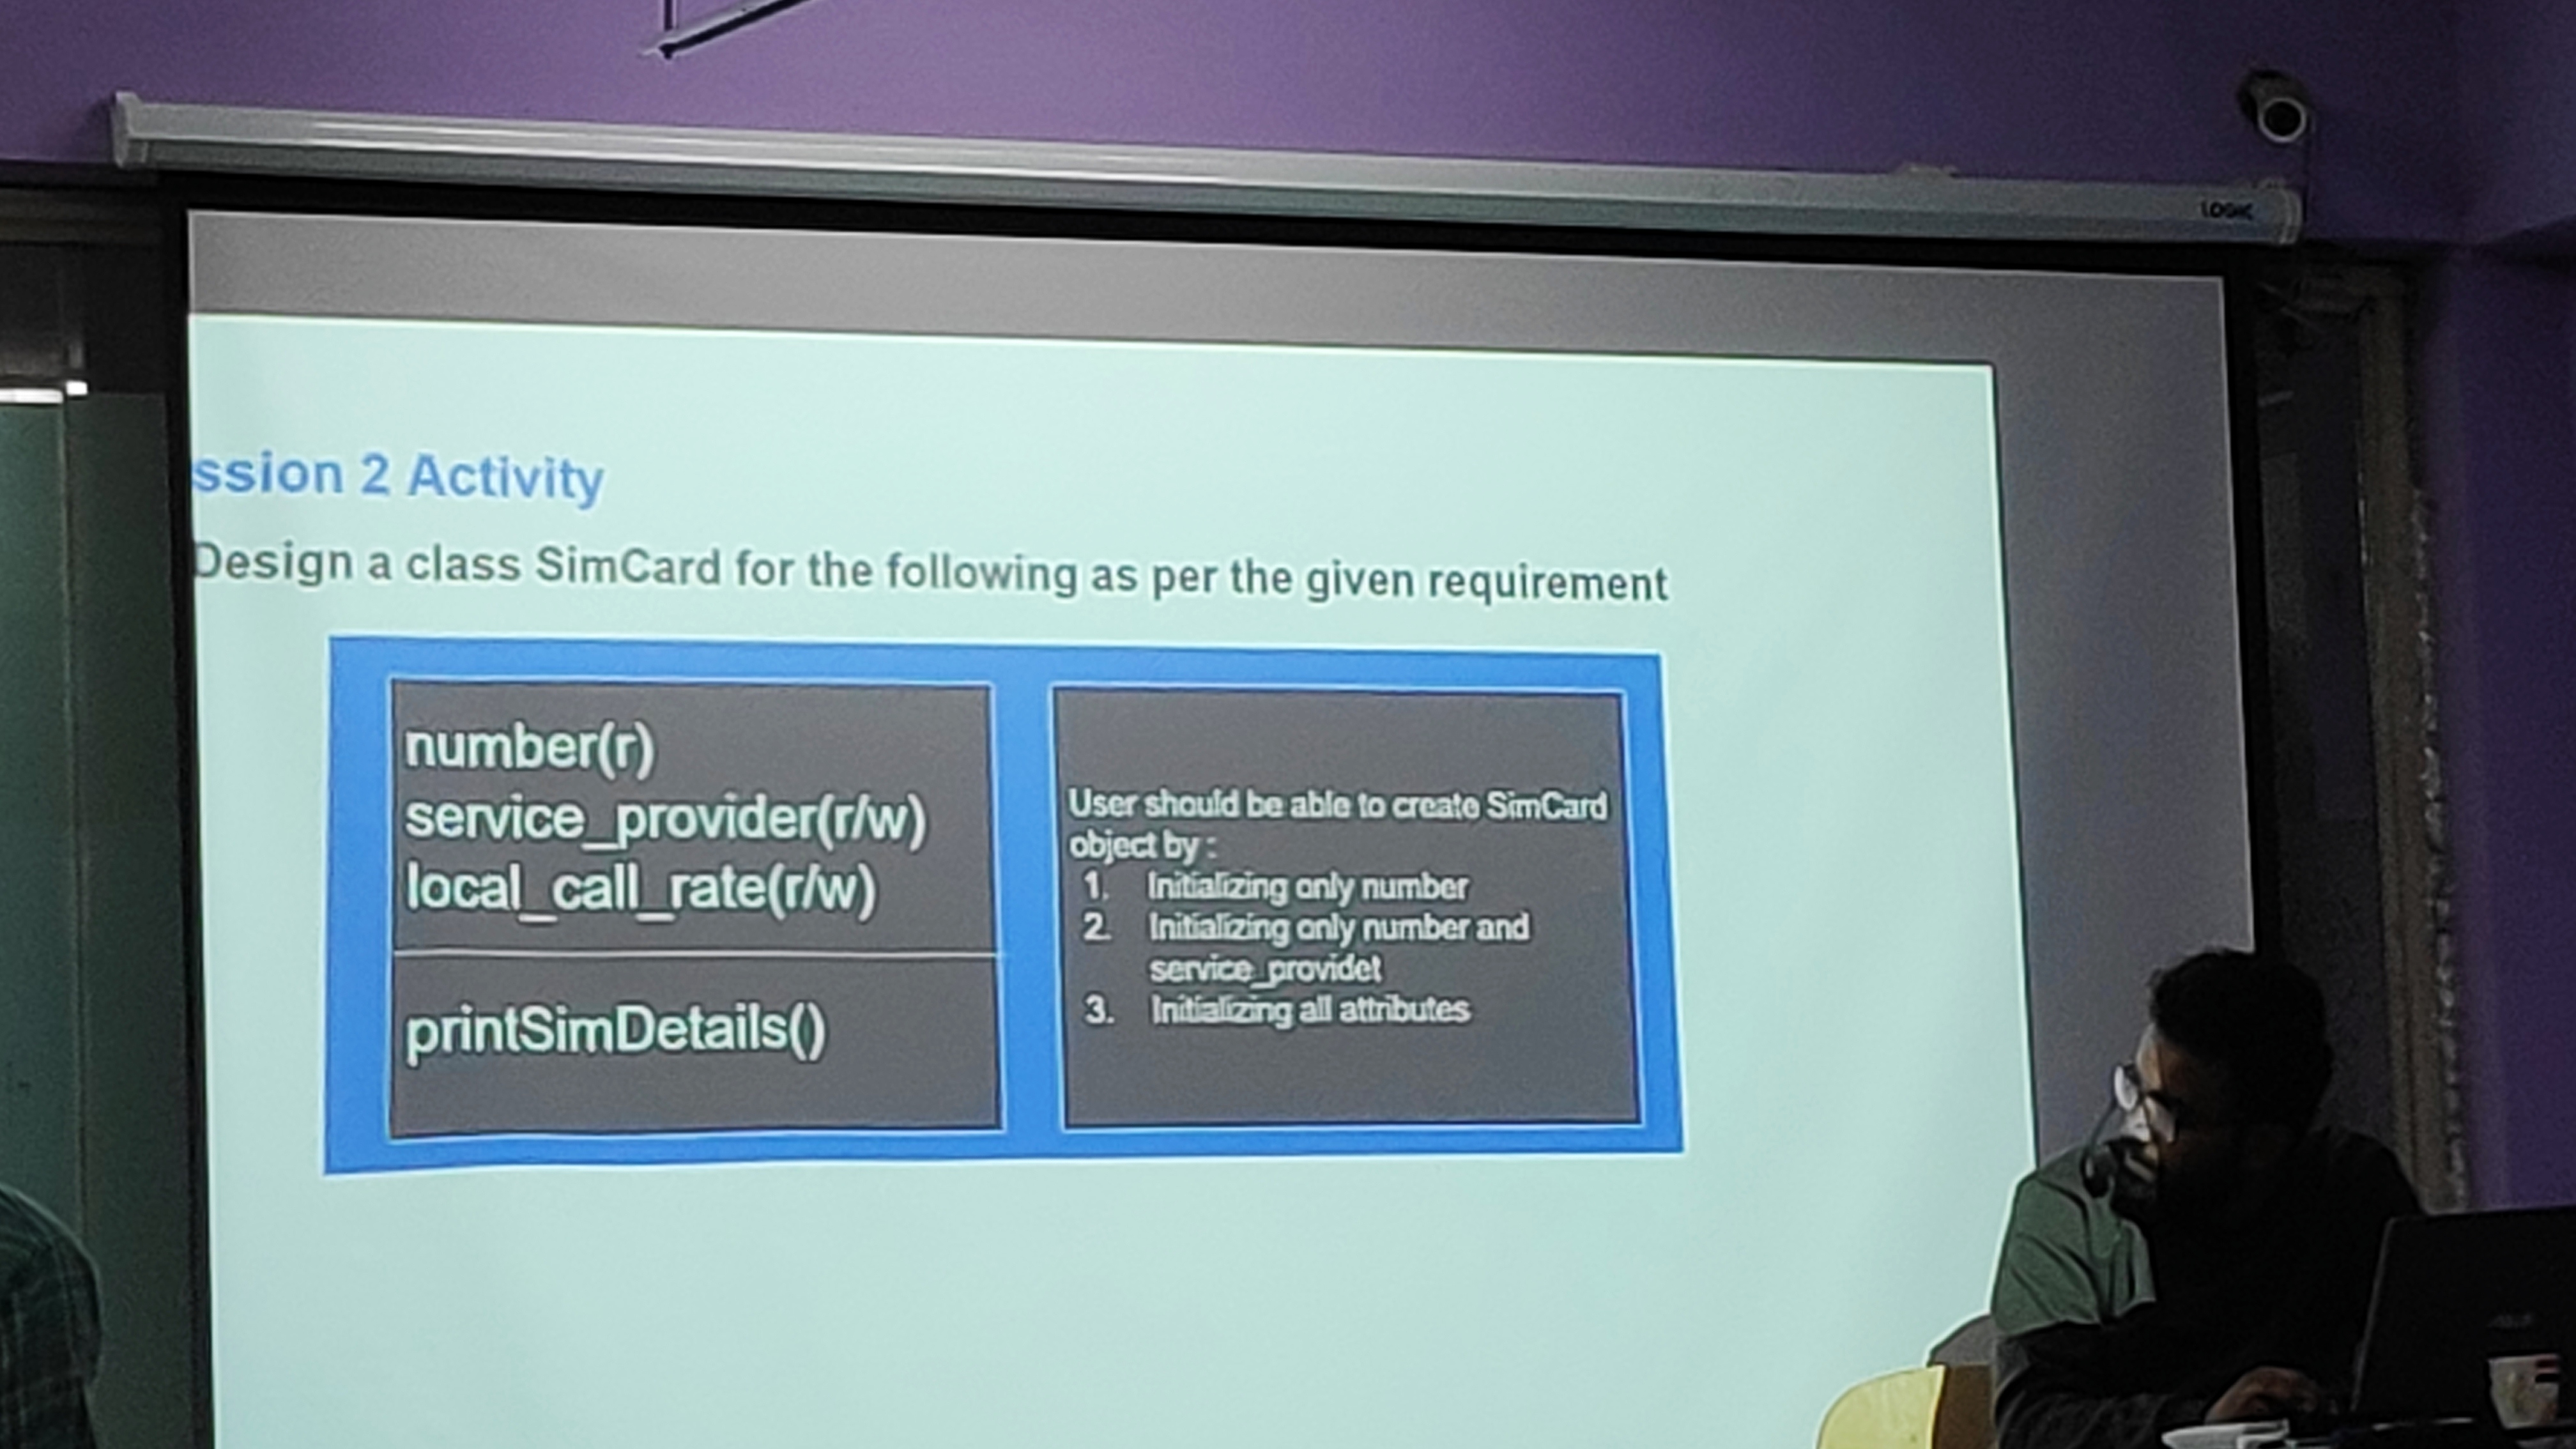 LOGIC
ssion 2 Activity
Design a class SimCard for the following as per the given requirement
number(r)
service_provider(r/w)
local_call_rate(r/w)
printSimDetails()
User should be able to create SimCard
object by :
1. Initializing only number
2. Initializing only number and
service_providet
3. Initializing all attributes